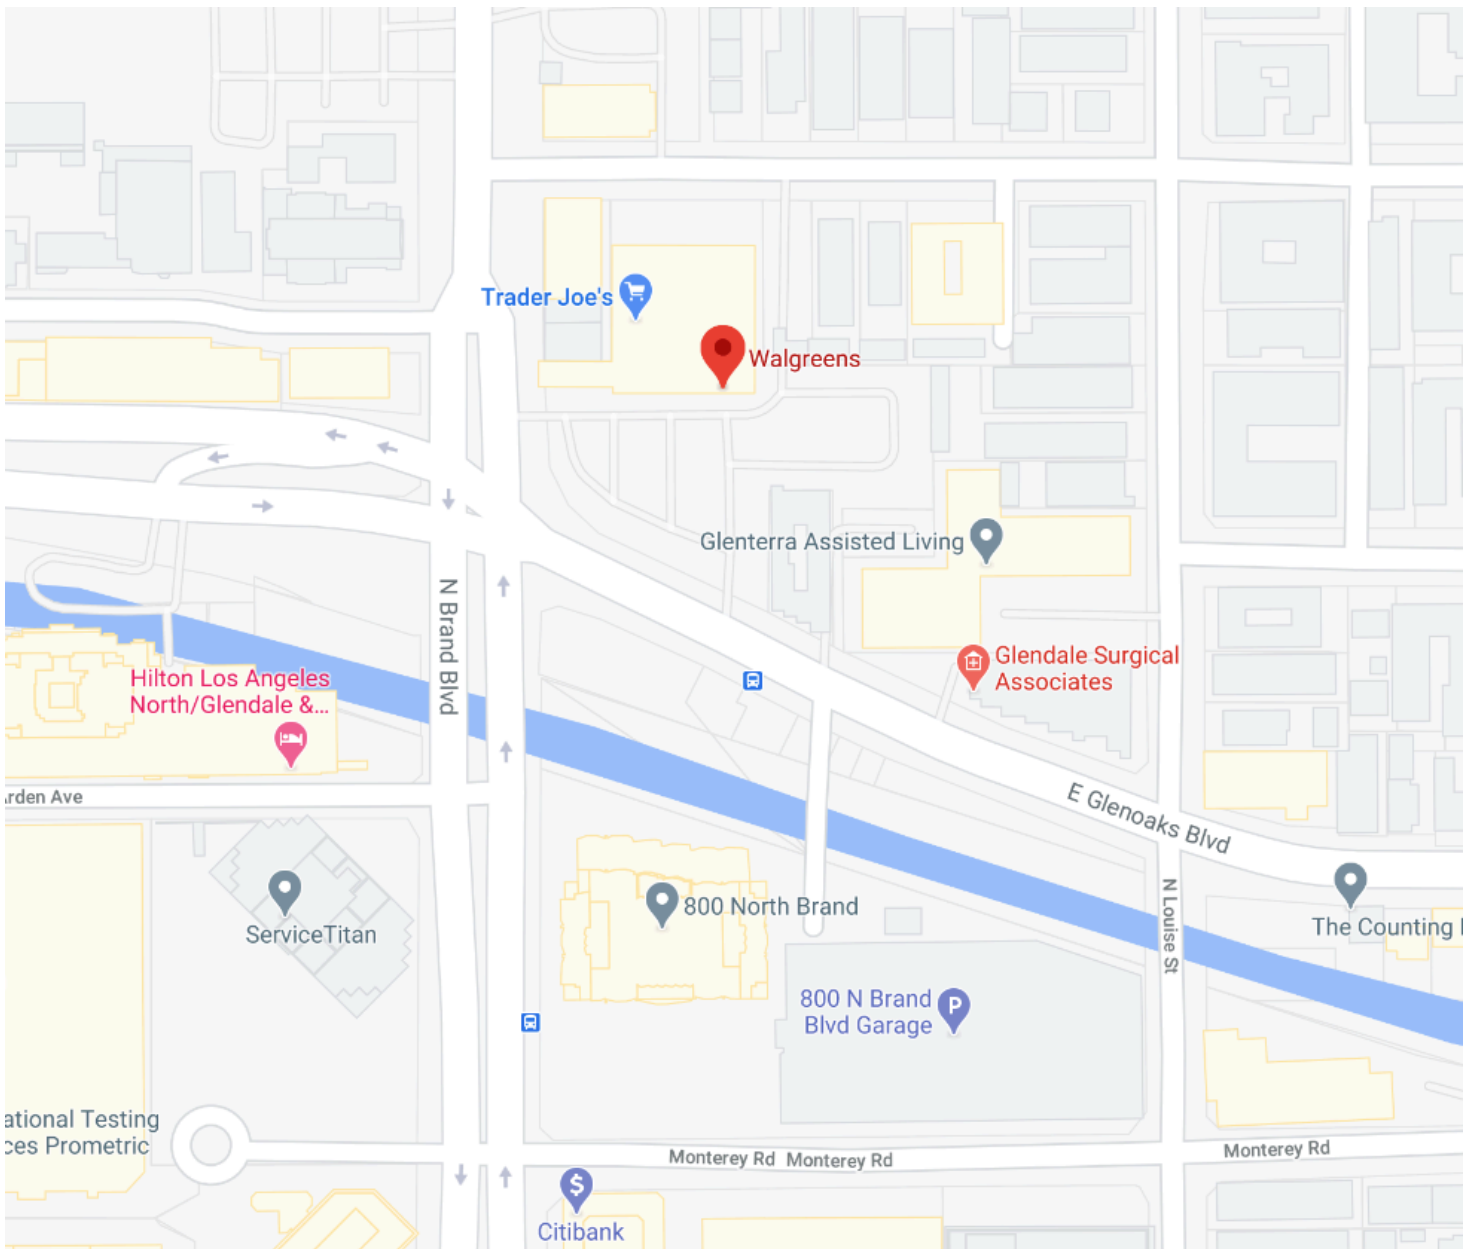 Trader Joe's
Walgreens
Glenterra Assisted Living
N Brand Blvd
Glendale Surgical
Associates
Hilton Los Angeles
North/Glendale &...
E Glenoaks Blvd
rden Ave
ServiceTitan
800 North Brand
N Louise St
The Counting
800 N Brand
Blvd Garage
P
ational Testing
ces Prometric
Monterey Rd Monterey Rd
Monterey Rd
$
Citibank